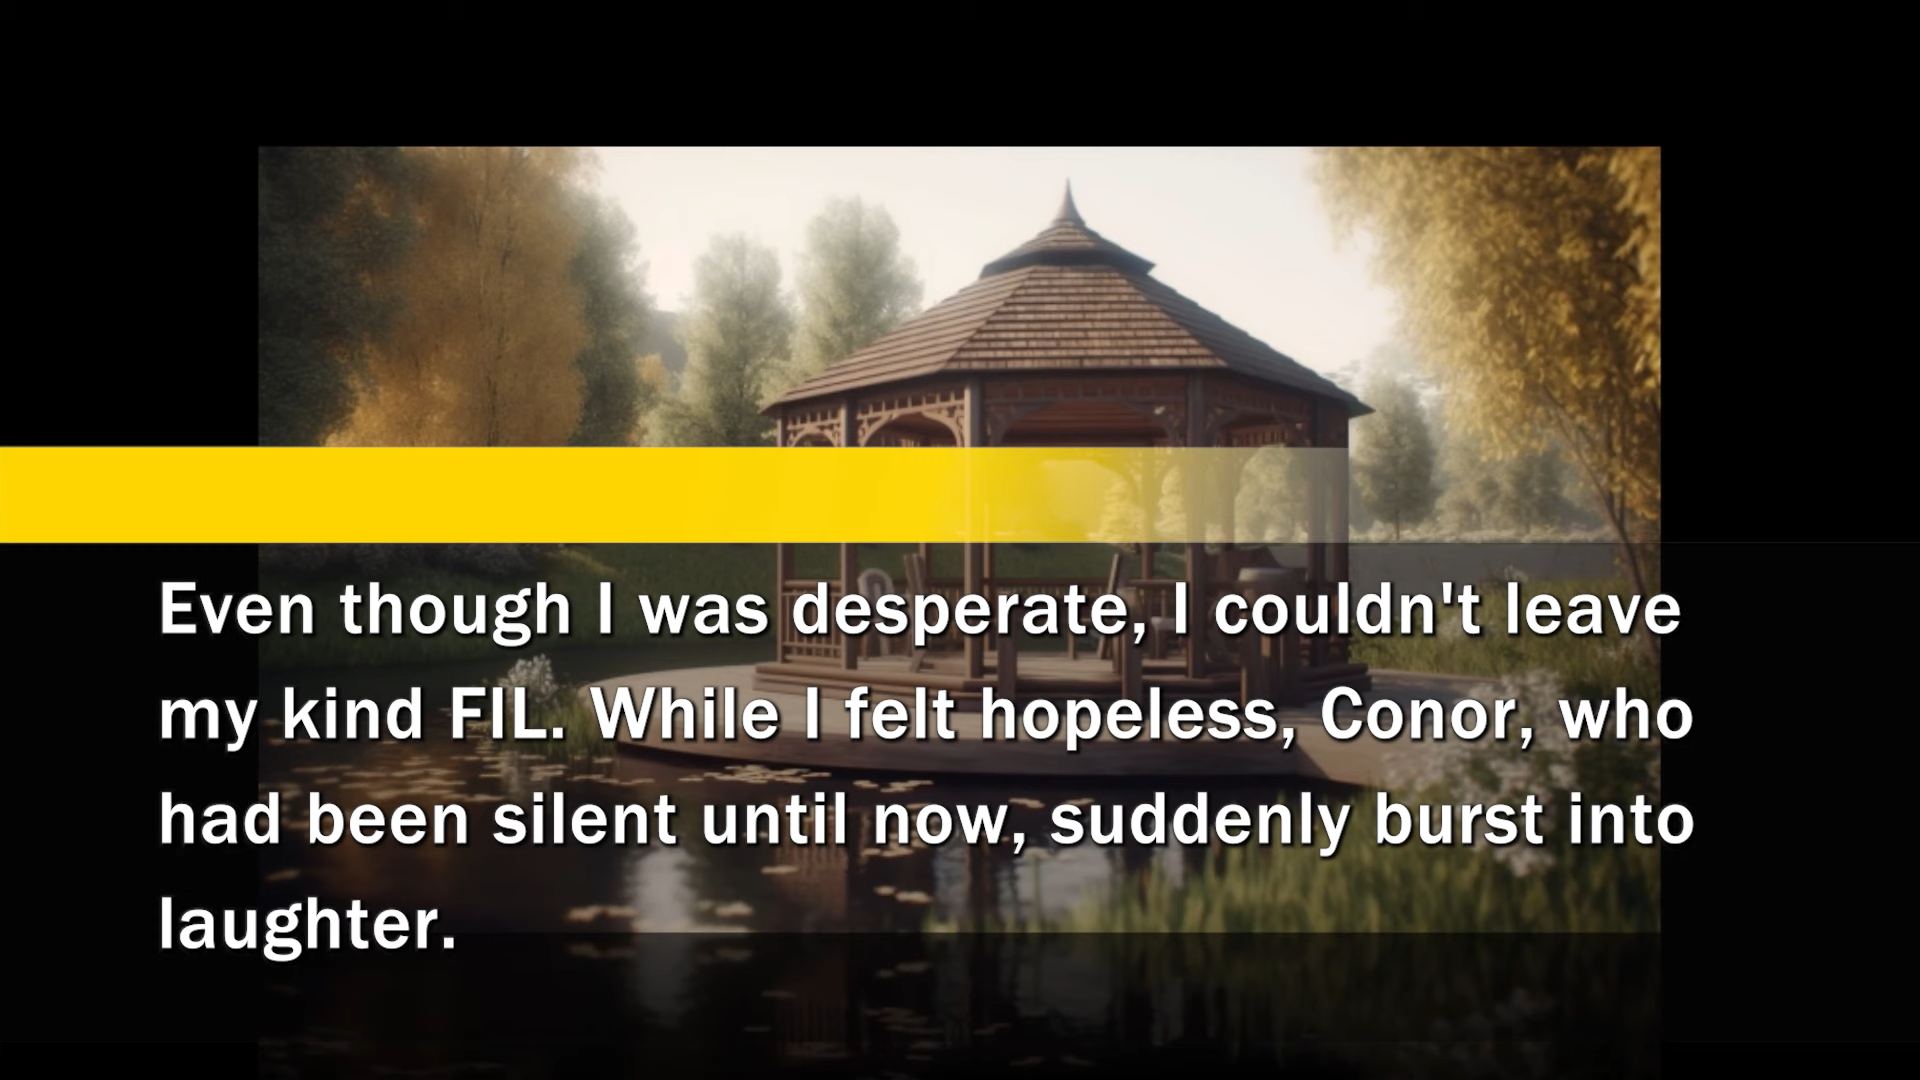 Even though I was desperate, I couldn't leave
my kind FIL. While I felt hopeless, Conor, who
had been silent until now, suddenly burst into
laughter.